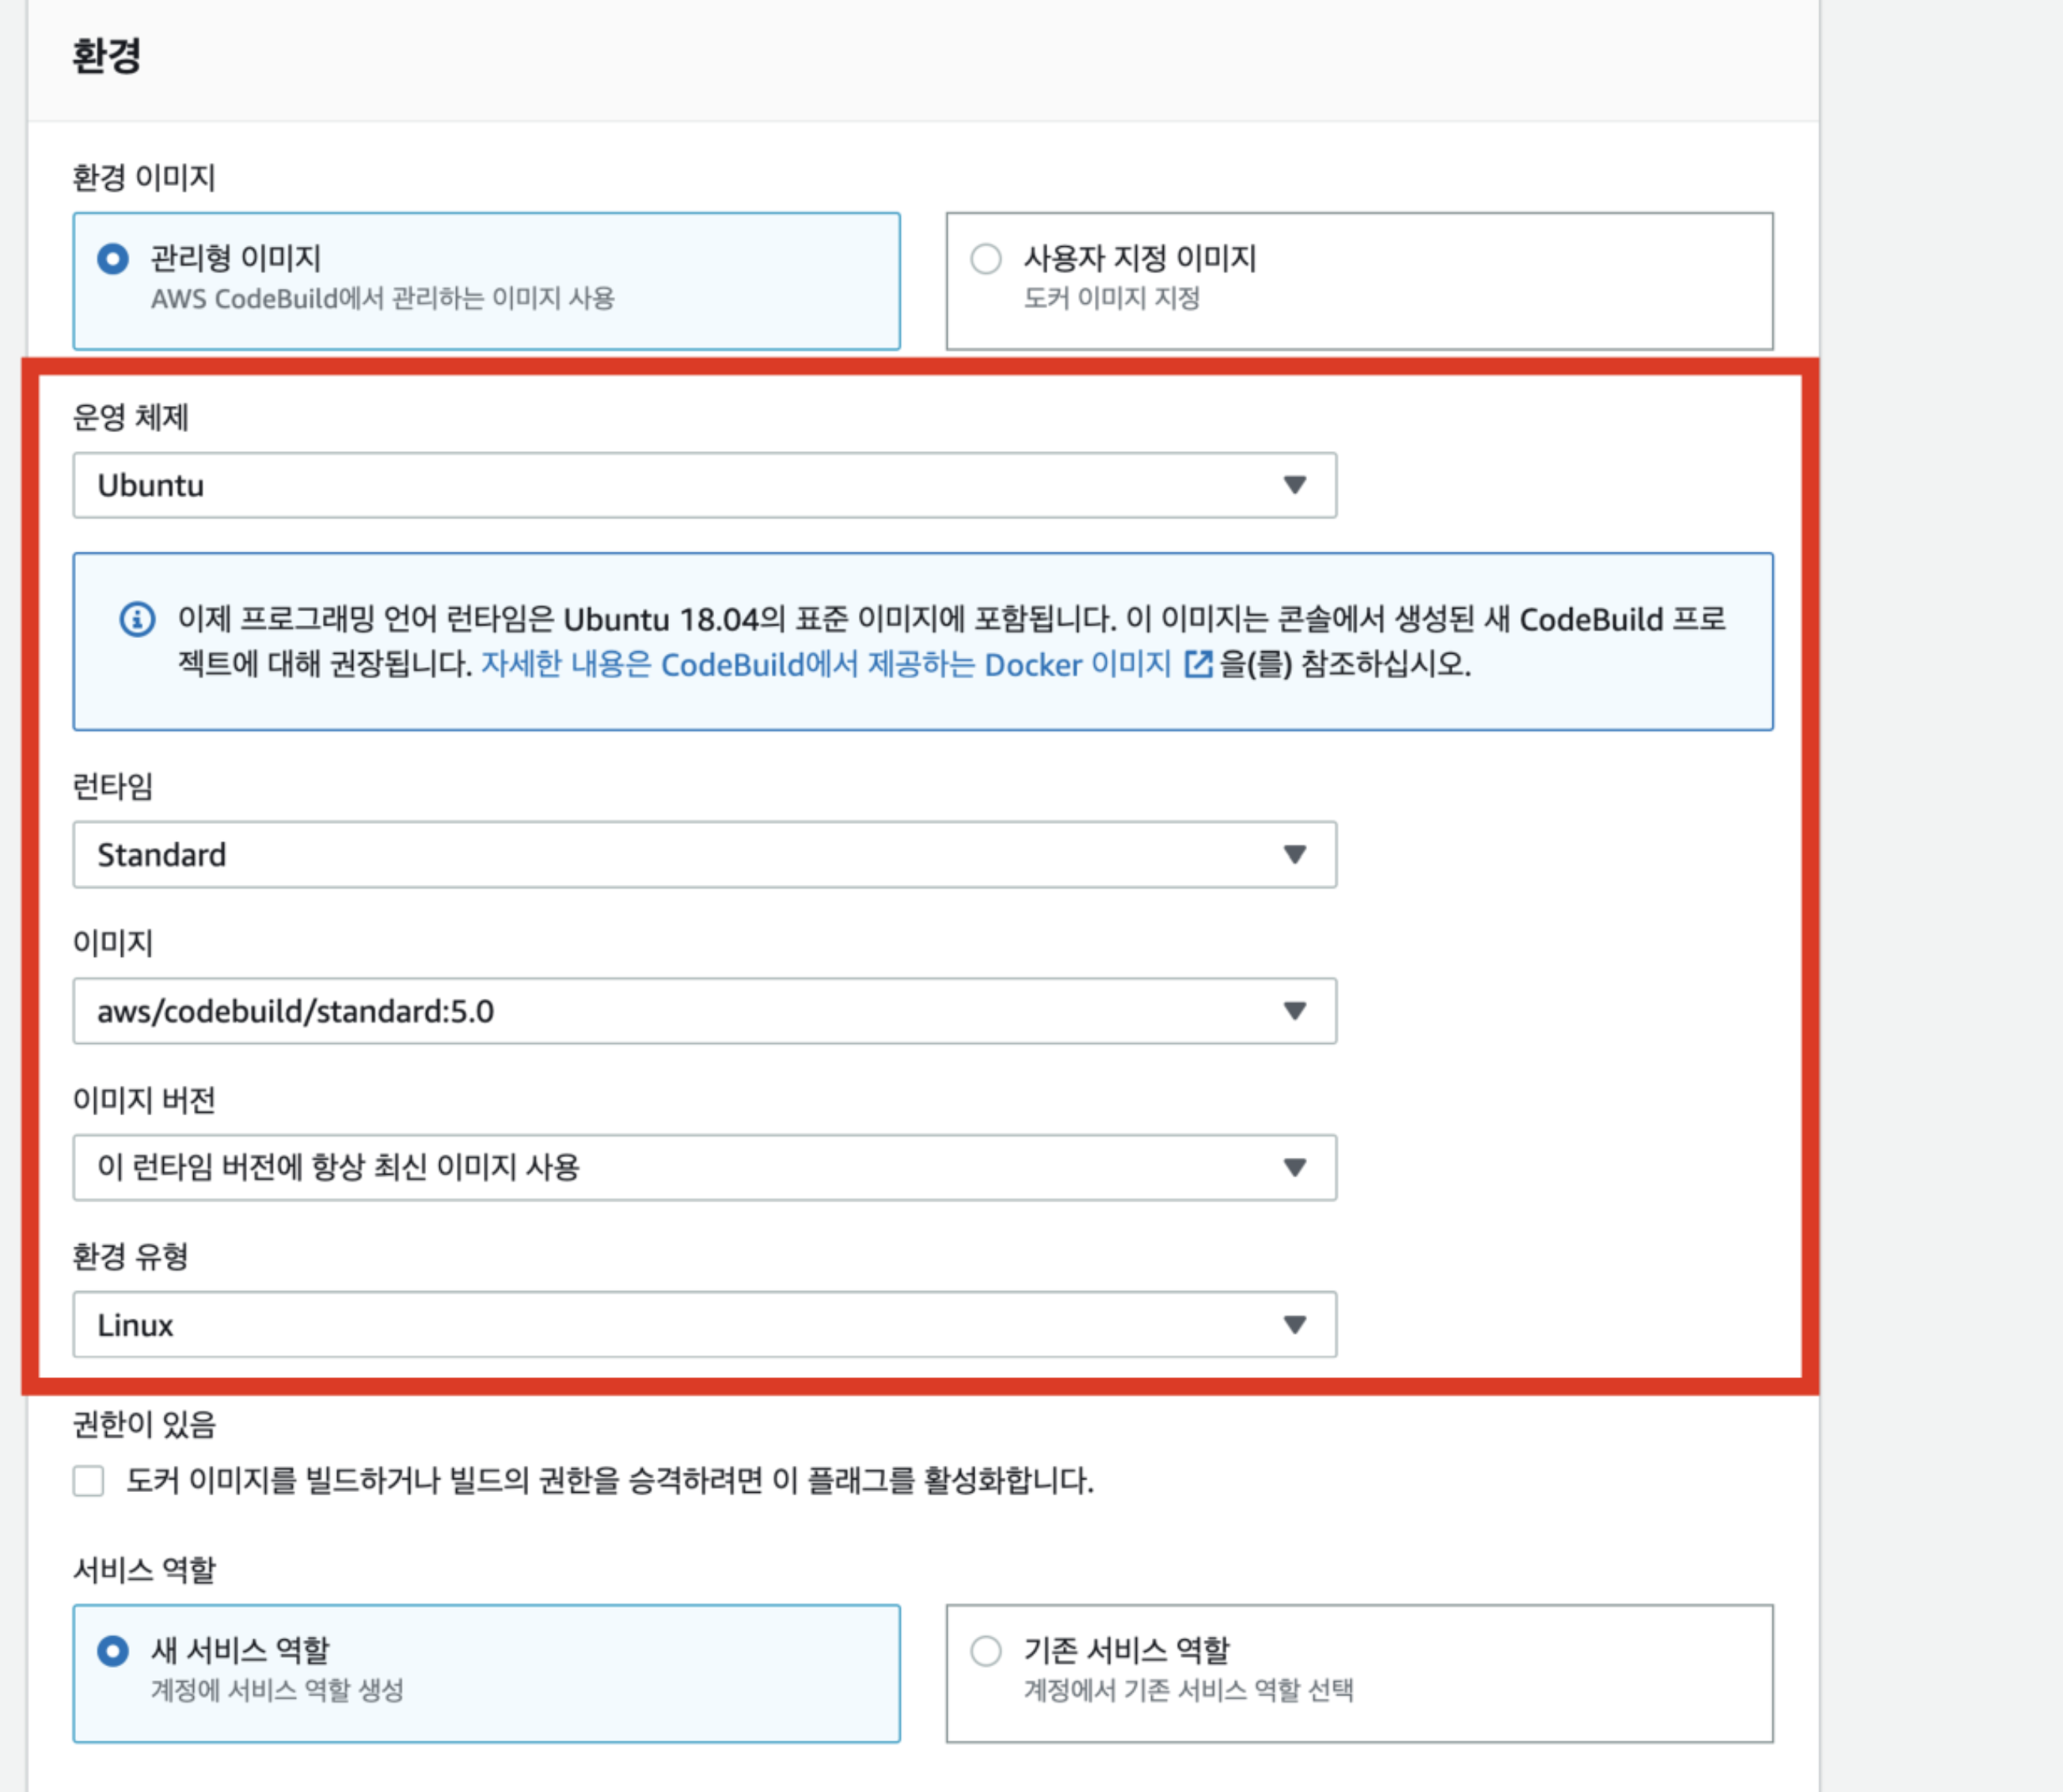 환경
환경 이미지
관리형 이미지
AWS CodeBuild에서 관리하는 이미지 사용
사용자 지정 이미지
도커 이미지 지정
운영 체제
Ubuntu
이제 프로그래밍 언어 런타임은 Ubuntu 18.04의 표준 이미지에 포함됩니다. 이 이미지는 콘솔에서 생성된 새 CodeBuild 프로
젝트에 대해 권장됩니다. 자세한 내용은 CodeBuild에서 제공하는 Docker 이미지 을(를) 참조하십시오.
런타임
Standard
이미지
aws/codebuild/standard:5.0
이미지 버전
이 런타임 버전에 항상 최신 이미지 사용
환경 유형
Linux
권한이 있음
도커 이미지를 빌드하거나 빌드의 권한을 승격하려면 이 플래그를 활성화합니다.
서비스 역할
새 서비스 역할
계정에 서비스 역할 생성
기존 서비스 역할
계정에서 기존 서비스 역할 선택